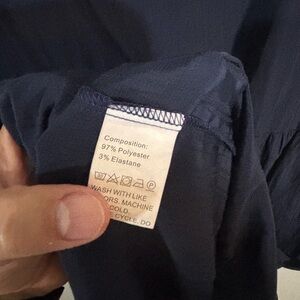 Composition:
97% Polyester
3% Elastane
WASH WITH LIKE
ORS. MACHINE
COLD.
CYCLE, DO